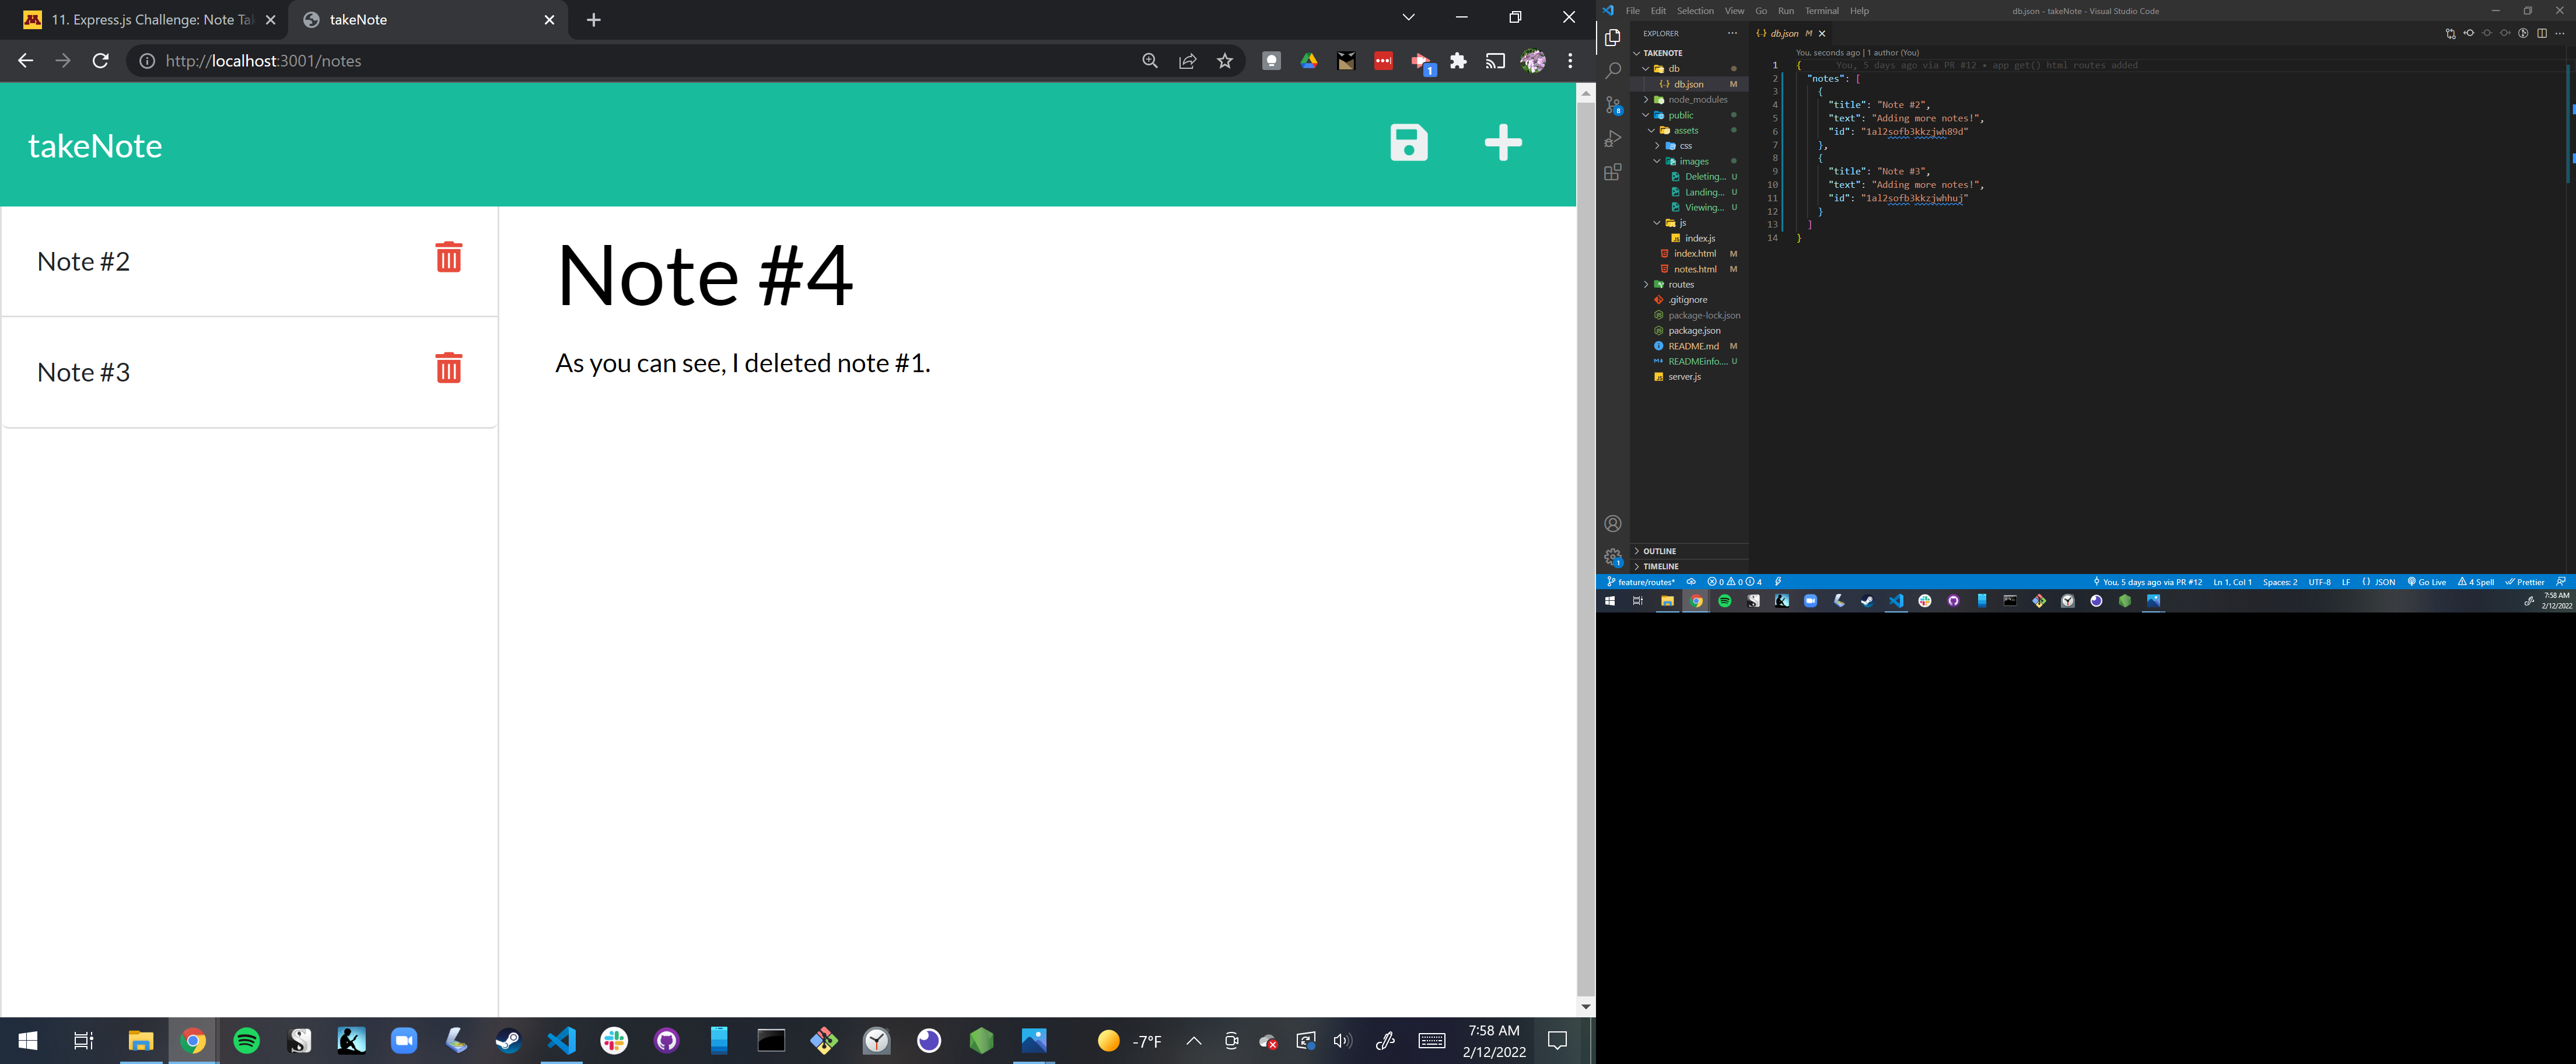 11. Express.js Challenge: Note Tak
takeNote
http://localhost:3001/notes
1
takeNote
Note #2
Note #3
Note #4
As you can see, I deleted note #1.
-7°F
7:58 AM
2/12/2022
File Edit Selection View Go Run Terminal Help
db.json - takeNote - Visual Studio Code
EXPLORER
TAKENOTE
db
db.json M
node_modules
public
assets
css
images
Deleting... U
Landing... U
Viewing... U
js
index.js
index.html M
notes.html M
routes
.gitignore
package-lock.json
package.json
README.md M
READMEinfo.... U
server.js
OUTLINE
TIMELINE
8
1
db.json M
You, seconds ago | 1 author (You)
1 { You, 5 days ago via PR #12 • app get() html routes added
2 "notes": [
3 {
4 "title": "Note #2",
5 "text": "Adding more notes!",
6 "id": "1al2sofb3kkzjwh89d"
7 },
8 {
9 "title": "Note #3",
10 "text": "Adding more notes!",
11 "id": "1al2sofb3kkzjwhhuj"
12 }
13 ]
14 }
feature/routes* 0 0 4
You, 5 days ago via PR #12 Ln 1, Col 1 Spaces: 2 UTF-8 LF {} JSON Go Live 4 Spell Prettier
7:58 AM
2/12/2022